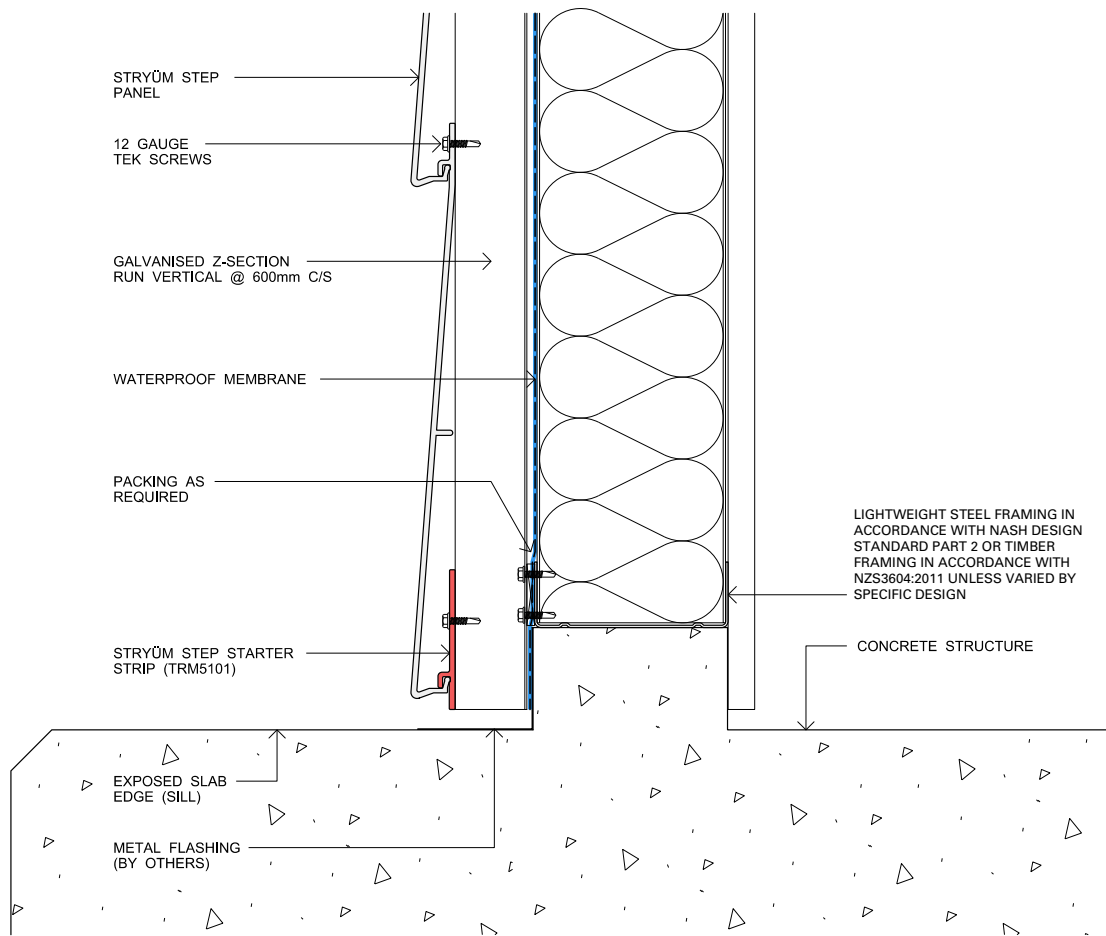 STRYÜM STEP
PANEL
12 GAUGE
TEK SCREWS
GALVANISED Z-SECTION
RUN VERTICAL @ 600mm C/S
WATERPROOF MEMBRANE
PACKING AS
REQUIRED
LIGHTWEIGHT STEEL FRAMING IN
ACCORDANCE WITH NASH DESIGN
STANDARD PART 2 OR TIMBER
FRAMING IN ACCORDANCE WITH
NZS3604:2011 UNLESS VARIED BY
SPECIFIC DESIGN
STRYÜM STEP STARTER
STRIP (TRM5101)
CONCRETE STRUCTURE
EXPOSED SLAB
EDGE (SILL)
METAL FLASHING
(BY OTHERS)